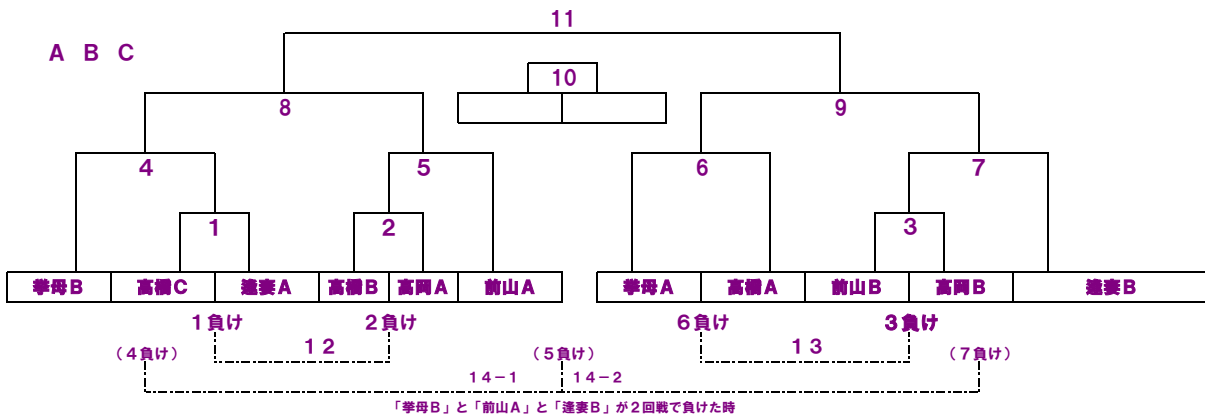 11
Ａ Ｂ Ｃ
10
8
9
4
5
6
7
1
2
3
挙母Ｂ 高橋Ｃ 逢妻Ａ 高橋Ｂ 高岡Ａ 前山Ａ 挙母Ａ 高橋Ａ 前山Ｂ 高岡Ｂ 逢妻Ｂ
１負け ２負け 6負け ３負け
１２ １３
（４負け） （５負け） （７負け）
１４－１ １４－２
「挙母Ｂ」と「前山Ａ」と「逢妻Ｂ」が２回戦で負けた時